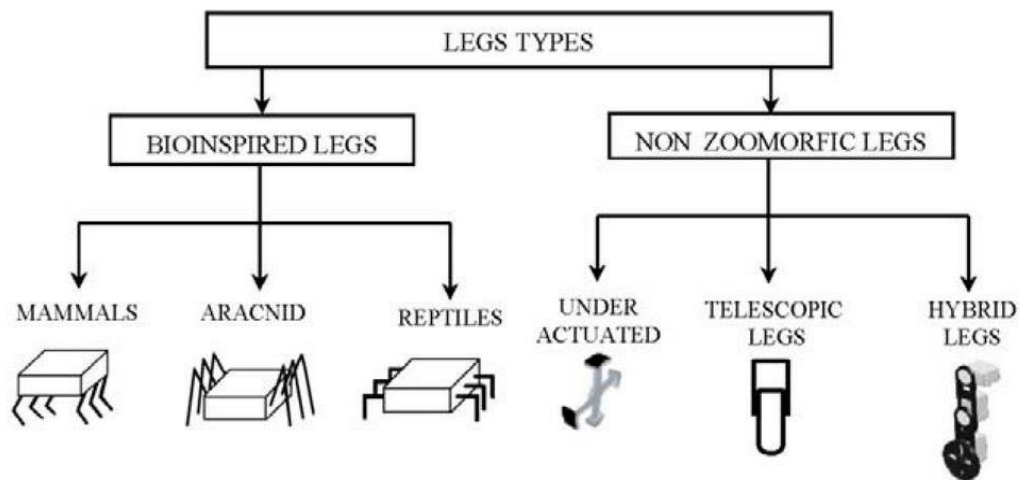 LEGS TYPES
BIOINSPIRED LEGS
NON ZOOMORFIC LEGS
MAMMALS
ARACNID
REPTILES
UNDER
ACTUATED
TELESCOPIC
LEGS
HYBRID
LEGS